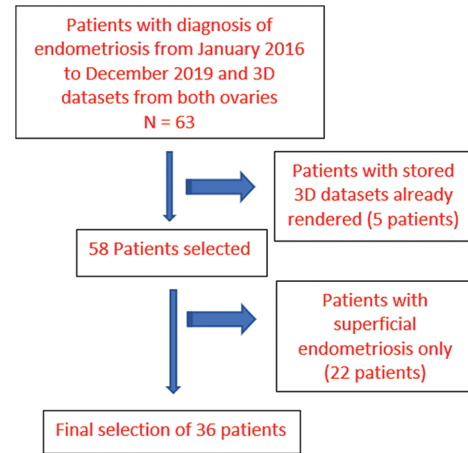 Patients with diagnosis of
endometriosis from January 2016
to December 2019 and 3D
datasets from both ovaries
N = 63
Patients with stored
3D datasets already
rendered (5 patients)
58 Patients selected
Patients with
superficial
endometriosis only
(22 patients)
Final selection of 36 patients